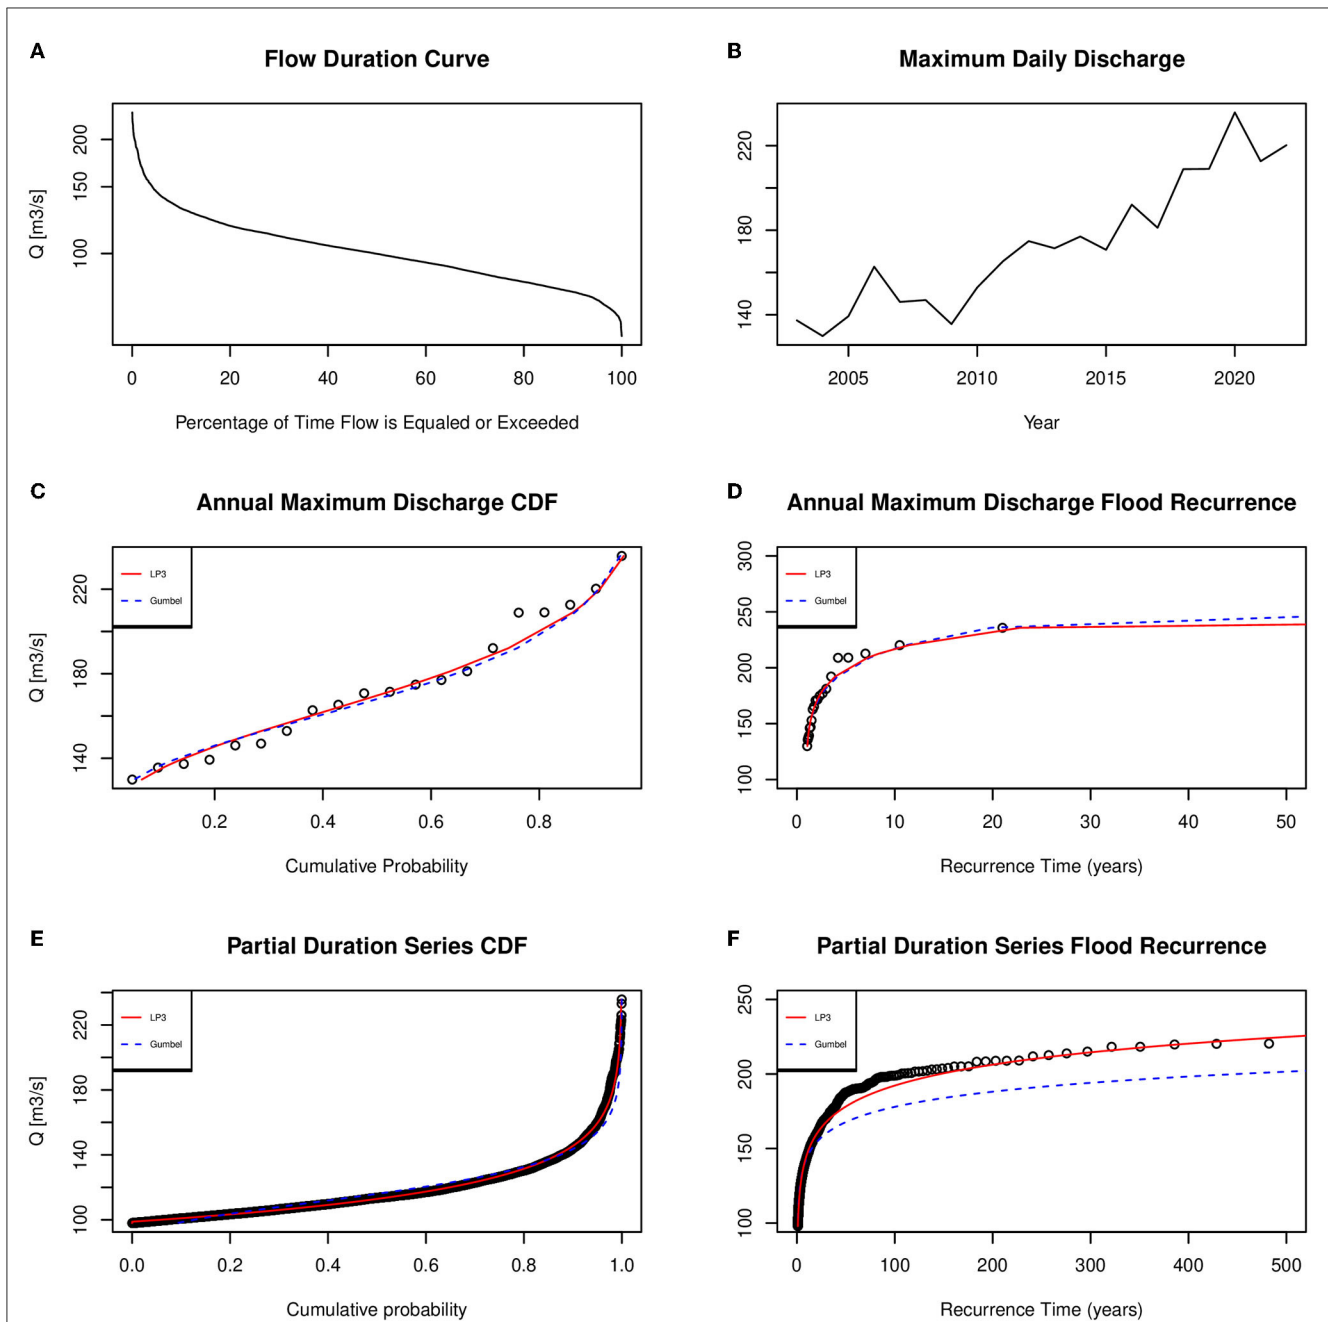 A
Flow Duration Curve
Q [m3/s]
200
150
100
0 20 40 60 80 100
Percentage of Time Flow is Equaled or Exceeded
B
Maximum Daily Discharge
220
180
140
2005 2010 2015 2020
Year
C
Annual Maximum Discharge CDF
LP3
Gumbel
Q [m3/s]
220
180
140
0.2 0.4 0.6 0.8
Cumulative Probability
D
Annual Maximum Discharge Flood Recurrence
LP3
Gumbel
300
250
200
150
100
0 10 20 30 40 50
Recurrence Time (years)
E
Partial Duration Series CDF
LP3
Gumbel
Q [m3/s]
220
180
140
100
0.0 0.2 0.4 0.6 0.8 1.0
Cumulative probability
F
Partial Duration Series Flood Recurrence
LP3
Gumbel
250
200
150
100
0 100 200 300 400 500
Recurrence Time (years)